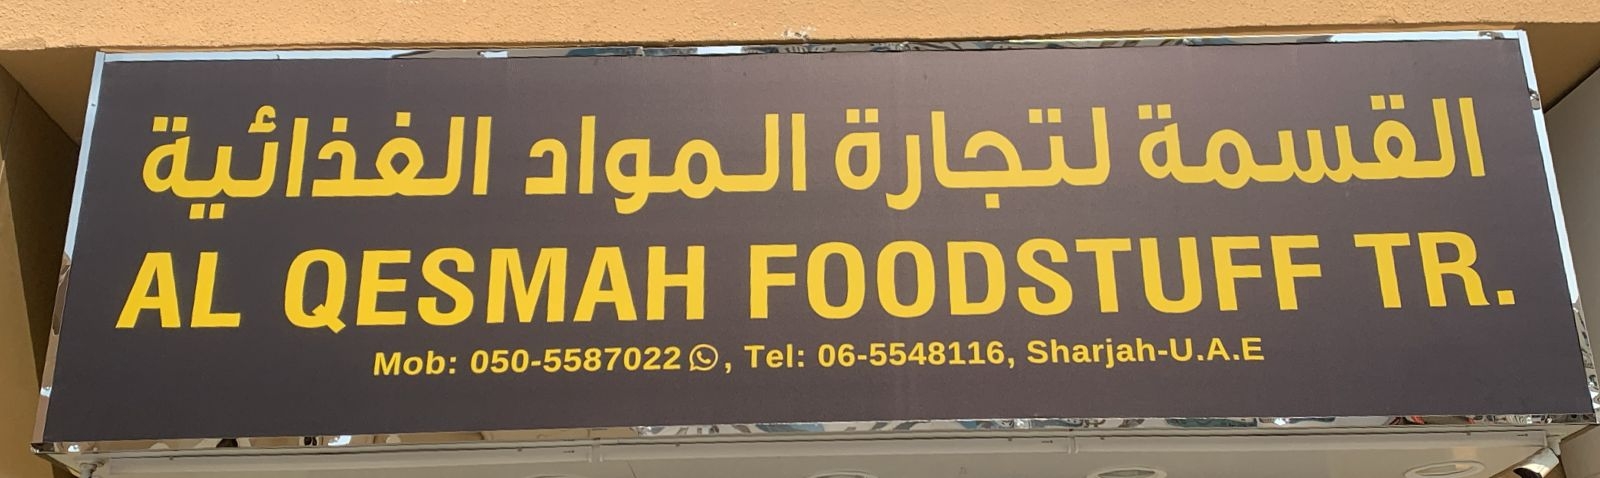 القسمة لتجارة المواد الغذائية
AL QESMAH FOODSTUFF TR.
Mob: 050-5587022, Tel: 06-5548116, Sharjah-U.A.E